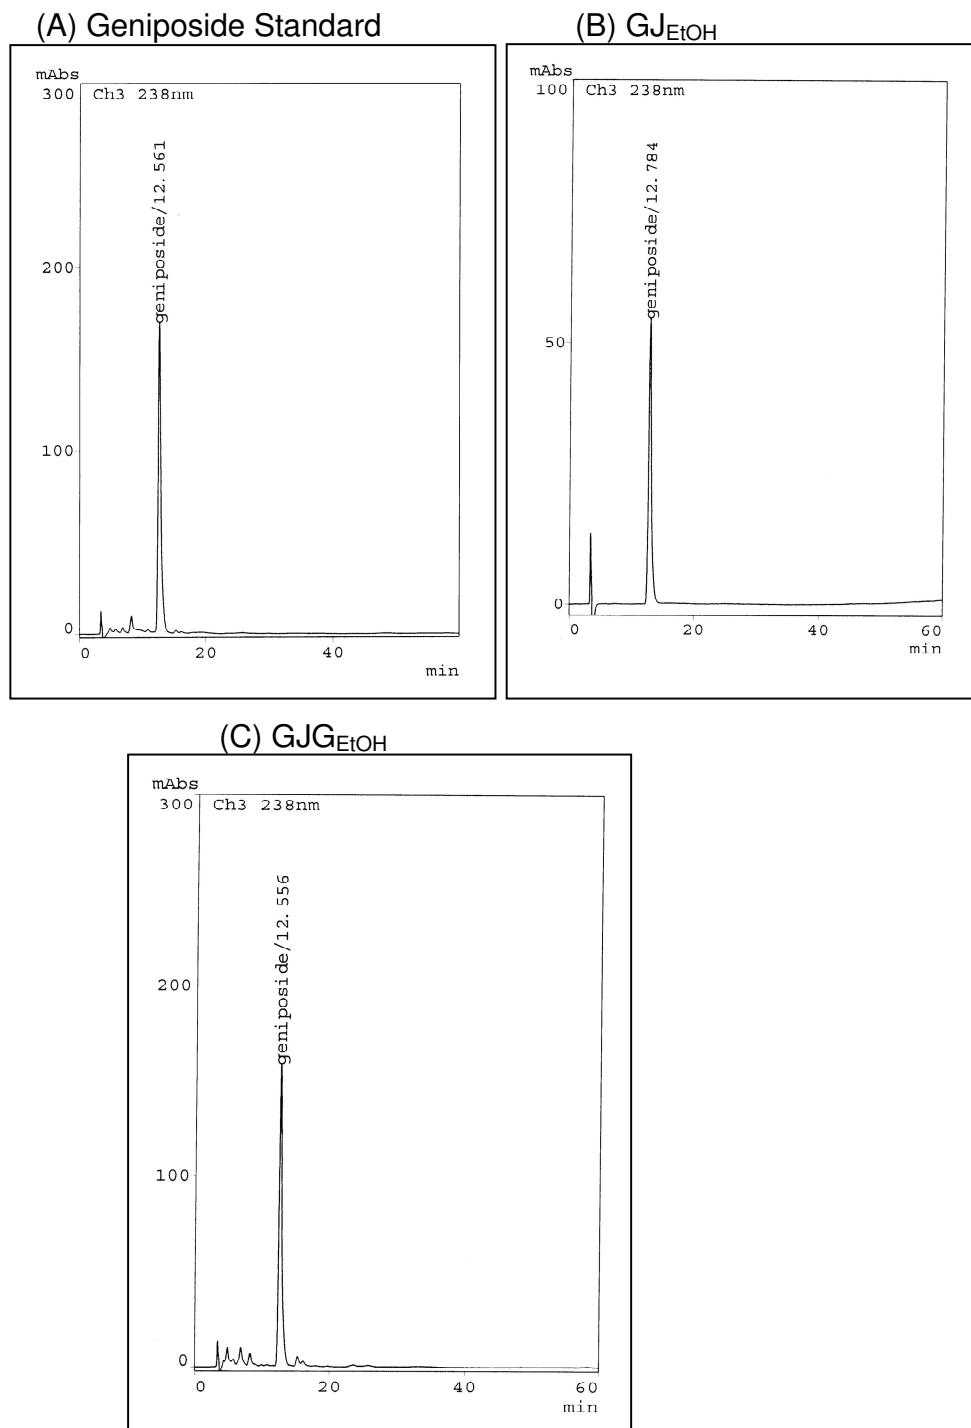 (A) Geniposide Standard
mAbs
300
Ch3 238nm
geniposide/12.561
200
100
0
0 20 40
min
(B) GJEtOH
mAbs
100
Ch3 238nm
geniposide/12.784
50
0
0 20 40 60
min
(C) GJGEtOH
mAbs
300
Ch3 238nm
geniposide/12.556
200
100
0
0 20 40 60
min